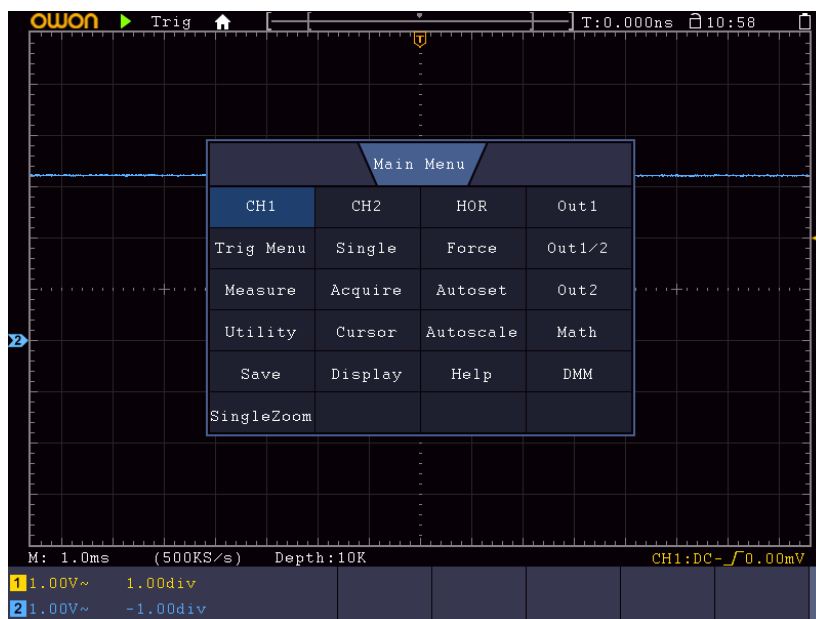 OWON Trig T:0.000ns 10:58
T
Main Menu
CH1 CH2 HOR Out1
Trig Menu Single Force Out1/2
Measure Acquire Autoset Out2
Utility Cursor Autoscale Math
2
Save Display Help DMM
SingleZoom
M: 1.0ms (500KS/s) Depth:10K CH1:DC-∫0.00mV
1 1.00V~ 1.00div
2 1.00V~ -1.00div